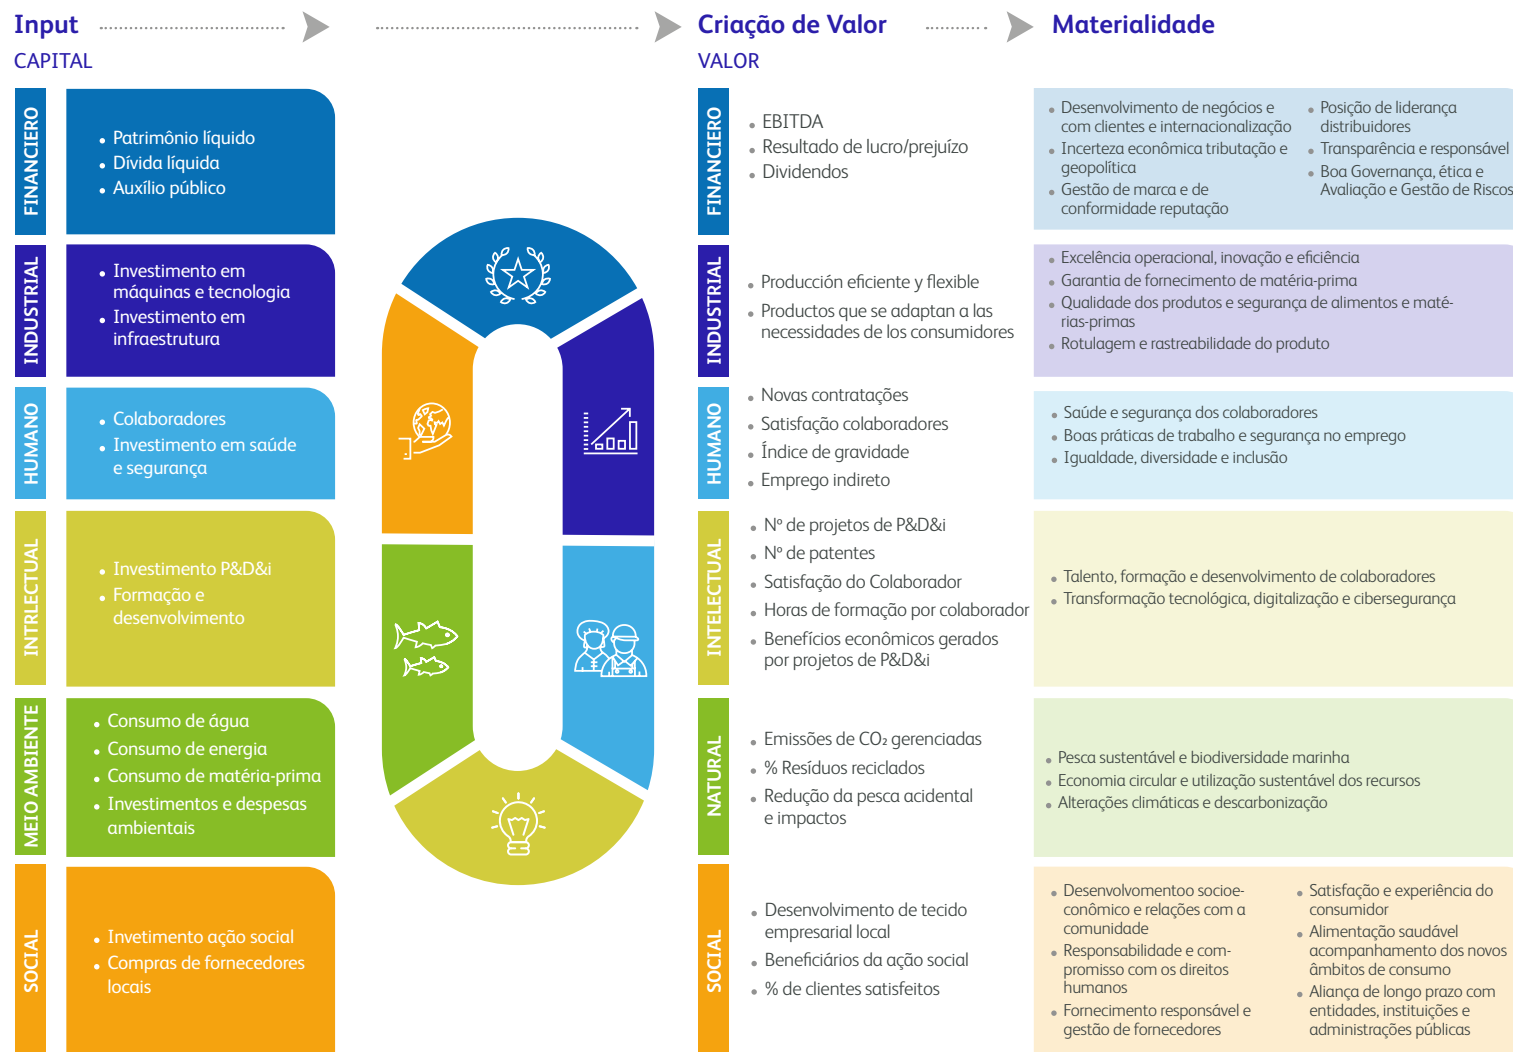 Input
CAPITAL
Criação de Valor
VALOR
Materialidade
FINANCIERO
• Patrimônio líquido
• Dívida líquida
• Auxílio público
FINANCIERO
• EBITDA
• Resultado de lucro/prejuízo
• Dividendos
• Desenvolvimento de negócios e
com clientes e internacionalização
• Incerteza econômica tributação e
geopolítica
• Gestão de marca e de
conformidade reputação
• Posição de liderança
distribuidores
• Transparência e responsável
• Boa Governança, ética e
Avaliação e Gestão de Riscos
INDUSTRIAL
• Investimento em
máquinas e tecnologia
• Investimento em
infraestrutura
INDUSTRIAL
• Producción eficiente y flexible
• Productos que se adaptan a las
necessidades de los consumidores
• Excelência operacional, inovação e eficiência
• Garantia de fornecimento de matéria-prima
• Qualidade dos produtos e segurança de alimentos e maté-
rias-primas
• Rotulagem e rastreabilidade do produto
HUMANO
• Colaboradores
• Investimento em saúde
e segurança
HUMANO
• Novas contratações
• Satisfação colaboradores
• Índice de gravidade
• Emprego indireto
• Saúde e segurança dos colaboradores
• Boas práticas de trabalho e segurança no emprego
• Igualdade, diversidade e inclusão
INTRLECTUAL
• Investimento P&D&i
• Formação e
desenvolvimento
INTELECTUAL
• Nº de projetos de P&D&i
• Nº de patentes
• Satisfação do Colaborador
• Horas de formação por colaborador
• Benefícios econômicos gerados
por projetos de P&D&i
• Talento, formação e desenvolvimento de colaboradores
• Transformação tecnológica, digitalização e cibersegurança
MEIO AMBIENTE
• Consumo de água
• Consumo de energia
• Consumo de matéria-prima
• Investimentos e despesas
ambientais
NATURAL
• Emissões de CO₂ gerenciadas
• % Resíduos reciclados
• Redução da pesca acidental
e impactos
• Pesca sustentável e biodiversidade marinha
• Economia circular e utilização sustentável dos recursos
• Alterações climáticas e descarbonização
SOCIAL
• Invetimento ação social
• Compras de fornecedores
locais
SOCIAL
• Desenvolvimento de tecido
empresarial local
• Beneficiários da ação social
• % de clientes satisfeitos
• Desenvolvomentoo socioe-
conômico e relações com a
comunidade
• Responsabilidade e com-
promisso com os direitos
humanos
• Fornecimento responsável e
gestão de fornecedores
• Satisfação e experiência do
consumidor
• Alimentação saudável
acompanhamento dos novos
âmbitos de consumo
• Aliança de longo prazo com
entidades, instituições e
administrações públicas